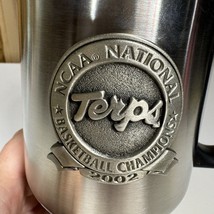 NCAA® NATIONAL
Terps
BASKETBALL CHAMPIONS
2002